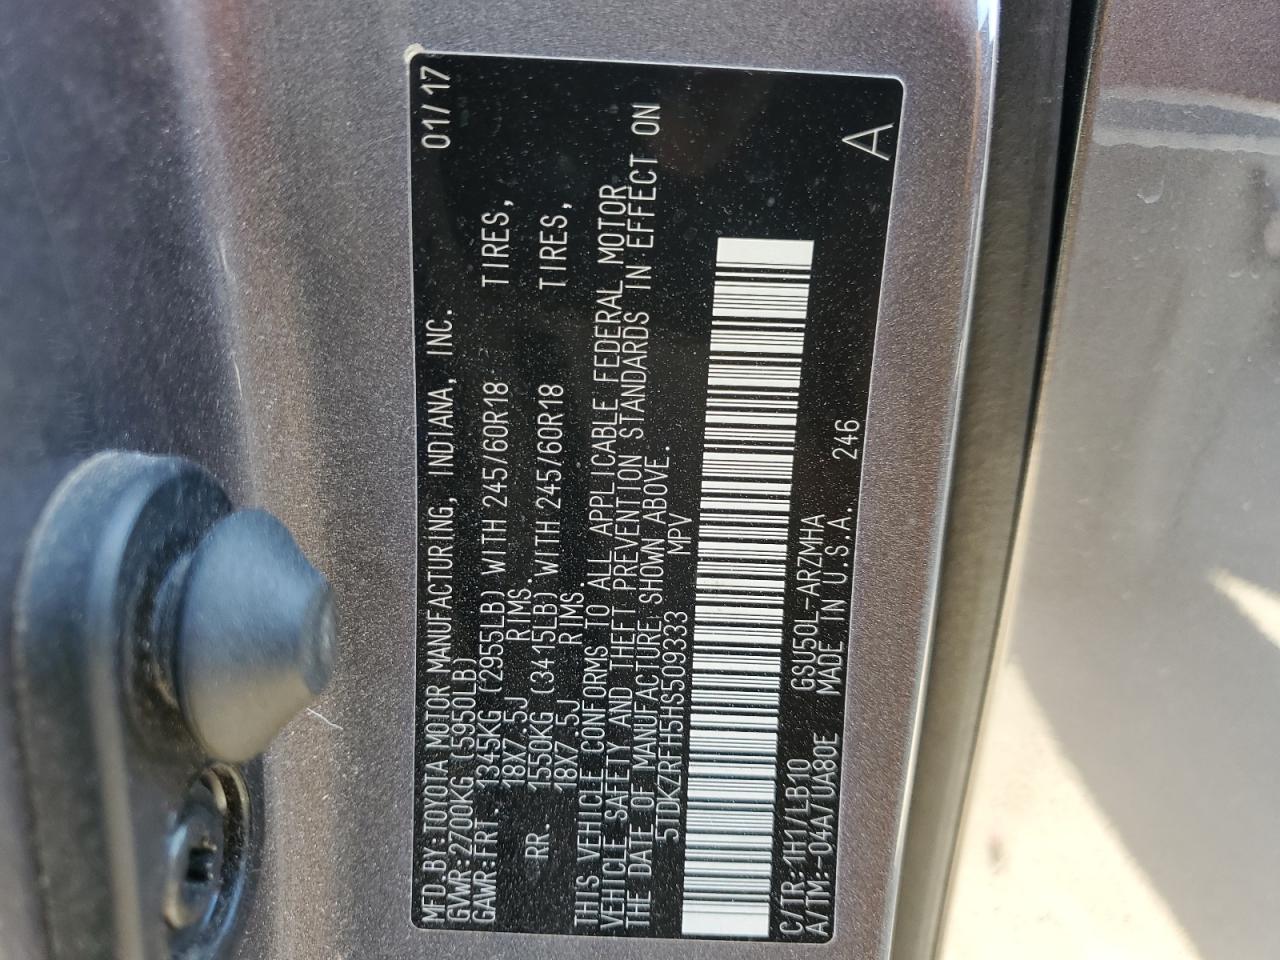 MFD.BY:TOYOTA MOTOR MANUFACTURING, INDIANA, INC. 01/17
GVWR:2700KG (5950LB)
GAWR:FRT. 1345KG (2955LB) WITH 245/60R18 TIRES,
18X7.5J RIMS.
RR. 1550KG (3415LB) WITH 245/60R18 TIRES,
18X7.5J RIMS.
THIS VEHICLE CONFORMS TO ALL APPLICABLE FEDERAL MOTOR
VEHICLE SAFETY AND THEFT PREVENTION STANDARDS IN EFFECT ON
THE DATE OF MANUFACTURE SHOWN ABOVE.
5TDKZRFH5HS509333 MPV
C/TR:1H1/LB10 GSU50L-ARZMHA
A/TM:-04A/UA80E MADE IN U.S.A. 246 A